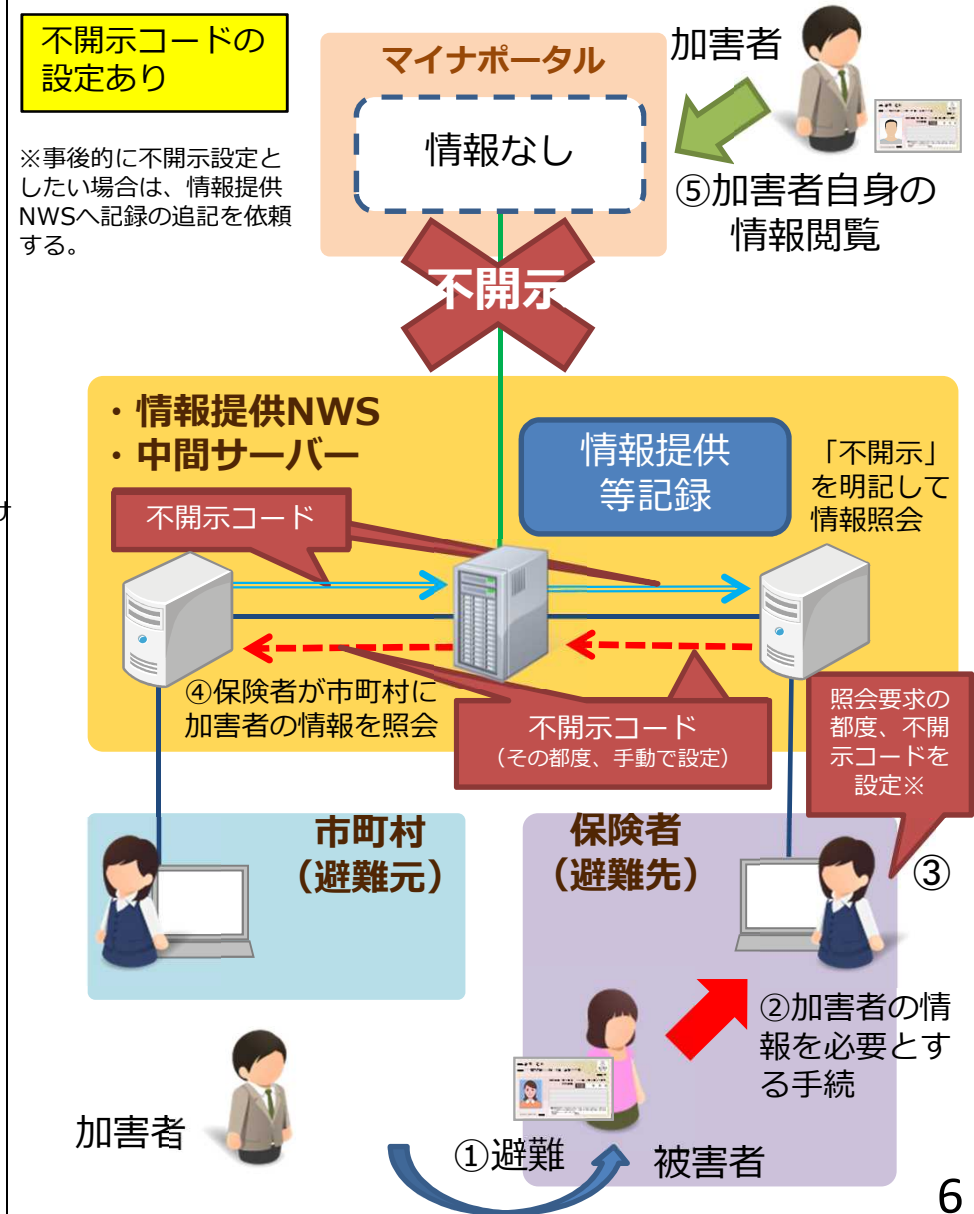 不開示コードの
設定あり
※事後的に不開示設定と
したい場合は、情報提供
NWSへ記録の追記を依頼
する。
マイナポータル
情報なし
加害者
⑤加害者自身の
情報閲覧
不開示
・情報提供NWS
・中間サーバー
情報提供
等記録
「不開示」
を明記して
情報照会
不開示コード
④保険者が市町村に
加害者の情報を照会
不開示コード
（その都度、手動で設定）
照会要求の
都度、不開
示コードを
設定※
③
市町村
（避難元）
保険者
（避難先）
②加害者の情
報を必要とす
る手続
加害者
①避難
被害者
6